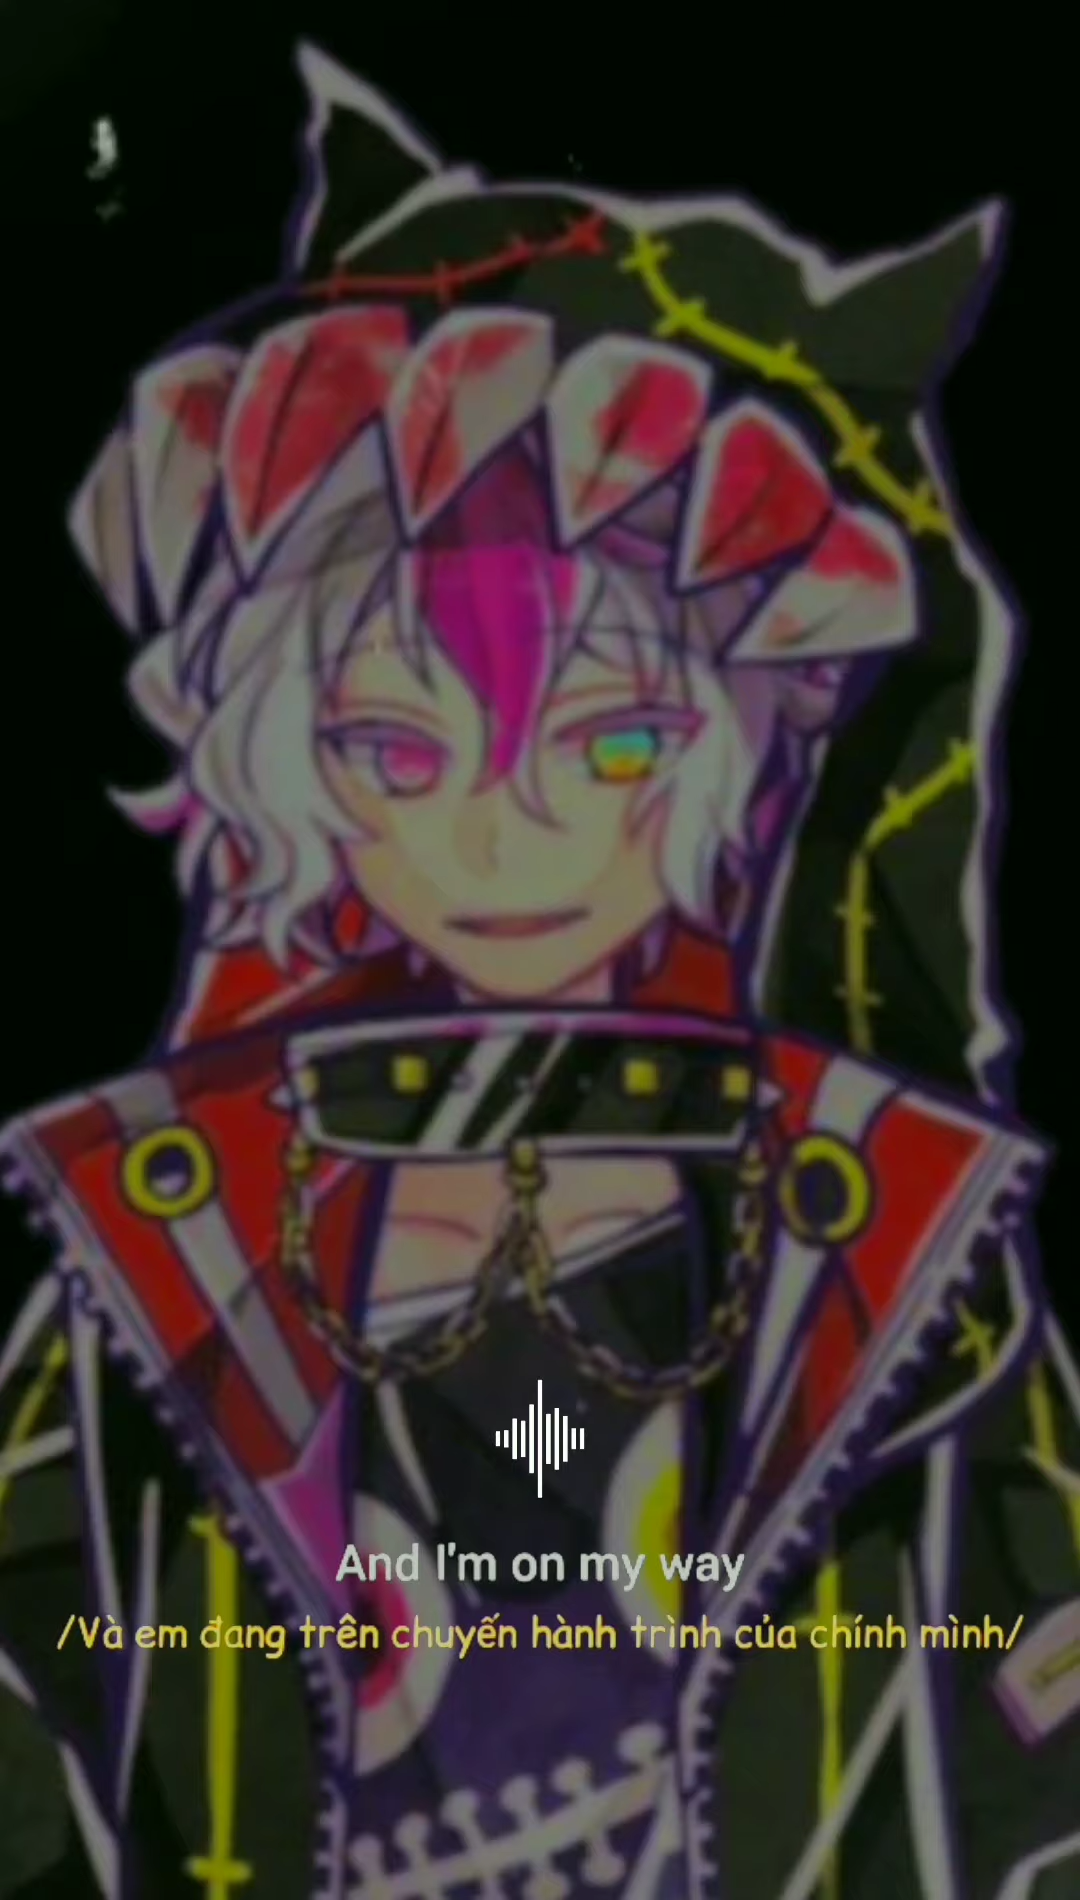 And I'm on my way
/Và em đang trên chuyến hành trình của chính mình/